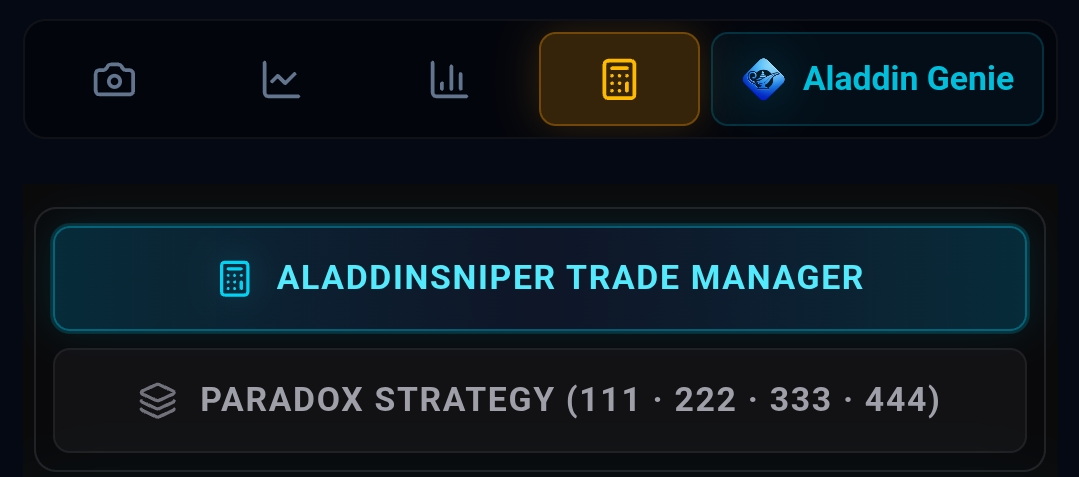 Aladdin Genie
ALADDINSNIPER TRADE MANAGER
PARADOX STRATEGY (111 · 222 · 333 · 444)